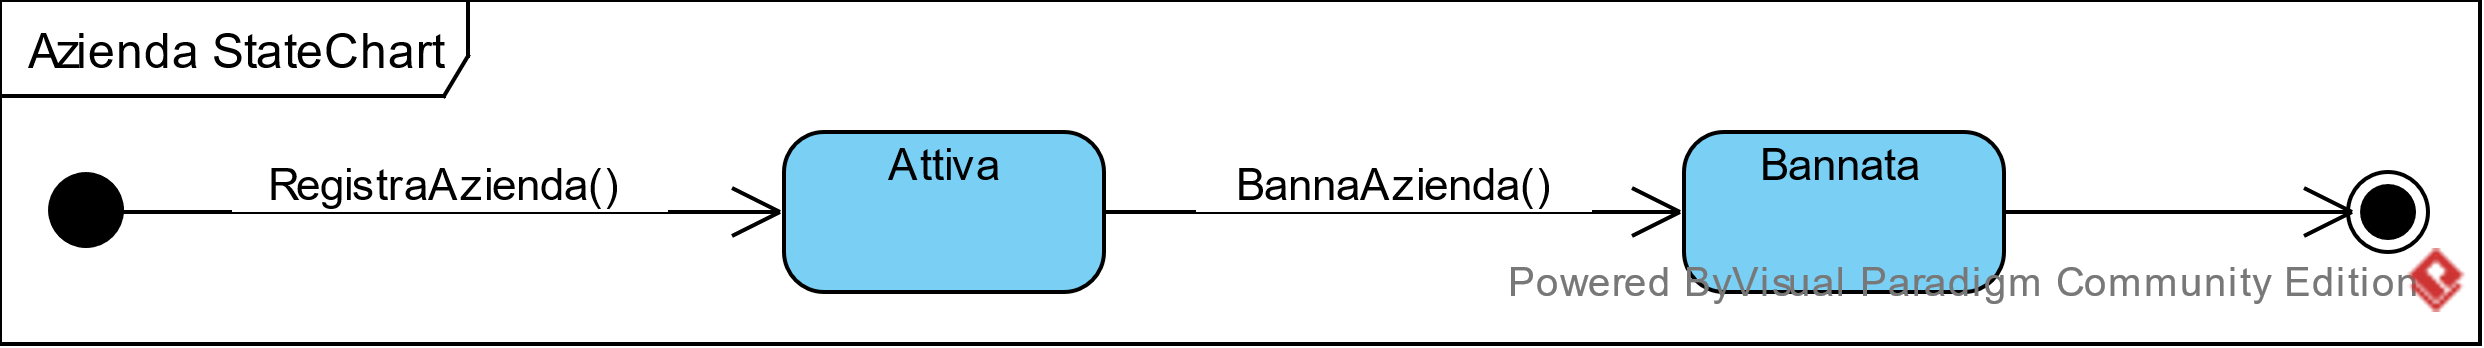 Azienda StateChart
RegistraAzienda()
Attiva
BannaAzienda()
Bannata
Powered ByVisual Paradigm Community Edition